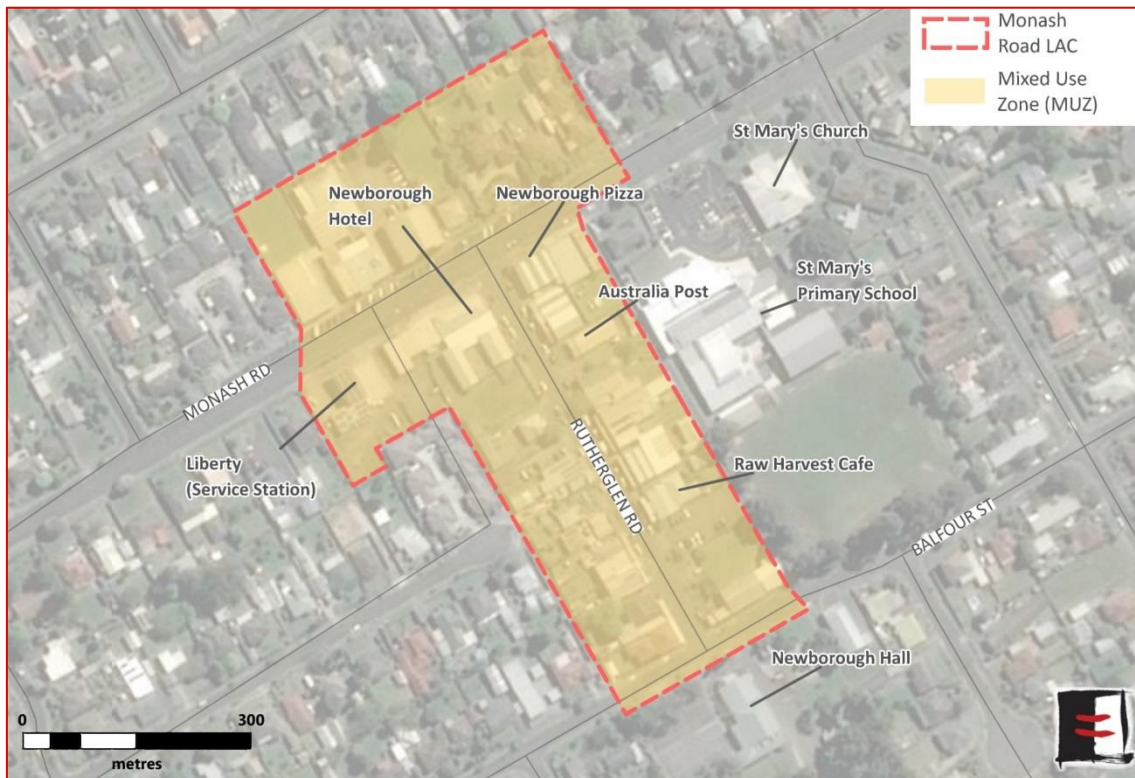 Monash
Road LAC
Mixed Use
Zone (MUZ)
St Mary's Church
Newborough
Hotel
Newborough Pizza
St Mary's
Primary School
Australia Post
MONASH RD
Liberty
(Service Station)
RUTHERGLEN RD
Raw Harvest Cafe
BALFOUR ST
Newborough Hall
0
300
metres